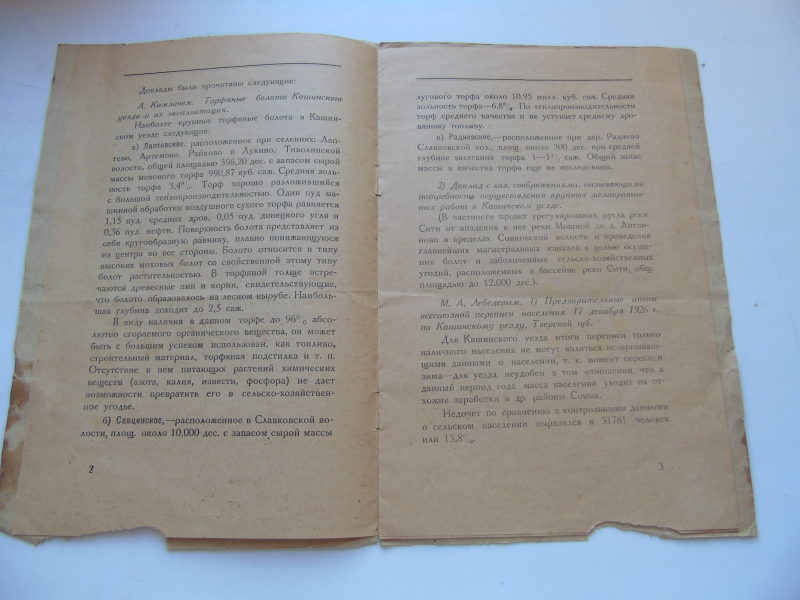 Доклады были прочитаны следующие:
А. Камлачем. Торфяные болота Кашинского
уезда и их эксплоатация.
Наиболее крупные торфяные болота в Кашин-
ском уезде следующие:
а) Лаптевское, расположенное при селениях: Лап-
тево, Артемово, Райково и Лукино, Тиволинской
волости, общей площадью 396,20 дес. с запасом сырой
массы мохового торфа 990,87 куб. саж. Средняя золь-
ность торфа 3,4%. Торф хорошо разложившийся
с большой теплопроизводительностью. Один пуд ма-
шинной обработки воздушного сухого торфа равняется
1,15 пуд. средних дров, 0,05 пуд. донецкого угля и
0,36 пуд. нефти. Поверхность болота представляет из
себя кругообразную равнину, плавно понижающуюся
из центра во все стороны. Болото относится к типу
высоких моховых болот со свойственной этому типу
болот растительностью. В торфяной толще встре-
чаются древесные пни и корни, свидетельствующие,
что болото образовалось на лесном вырубе. Наиболь-
шая глубина доходит до 2,5 саж.
В виду наличия в данном торфе до 96% абсо-
лютно сгораемого органического вещества, он может
быть с большим успехом использован, как топливо,
строительный материал, торфяная подстилка и т. п.
Отсутствие в нем питающих растений химических
веществ (азота, калия, извести, фосфора) не дает
возможности превратить его в сельско-хозяйствен-
ное угодье.
б) Савцинское,—расположенное в Славковской во-
лости, площ. около 10,000 дес. с запасом сырой массы
2
лугового торфа около 10.95 милл. куб. саж. Средняя
зольность торфа—6.8%. По теплопроизводительности
торф среднего качества и не уступает среднему дро-
вяному топливу.
в) Радневское,—расположенное при дер. Раднево
Славковской вол., площ. около 300 дес. при средней
глубине залегания торфа 1—1½ саж. Общий запас
массы и качества торфа еще не исследованы.
2) Доклад с хоз. соображениями, вызывающими
потребность осуществления крупных мелиоратив-
ных работ в Кашинском уезде.
(В частности проект урегулирования русла реки
Сити от впадения в нее реки Мошной до д.
ново в пределах Сонковской волости и проведения
главнейших магистральных каналов с целью осуше-
ния болот и заболоченных сельско-хозяйственных
угодий, расположенных в бассейне реки Сити, общ.
площадью до 12.000 дес.).
М. А. Лебедевым. 1) Предварительные итоги
всесоюзной переписи населения 17 декабря 1926 г.
по Кашинскому уезду, Тверской губ.
Для Кашинского уезда итоги переписи только
наличного населения не могут являться исчерпываю-
щими данными о населении, т. к. момент переписи
зима—для уезда неудобен в том отношении, что в
данный период года масса населения уходит на от-
хожие заработки в др. районы Союза.
Недочет по сравнению с контрольными данными
о сельском населении выразился в 31781 человек
или 13,8%.
3